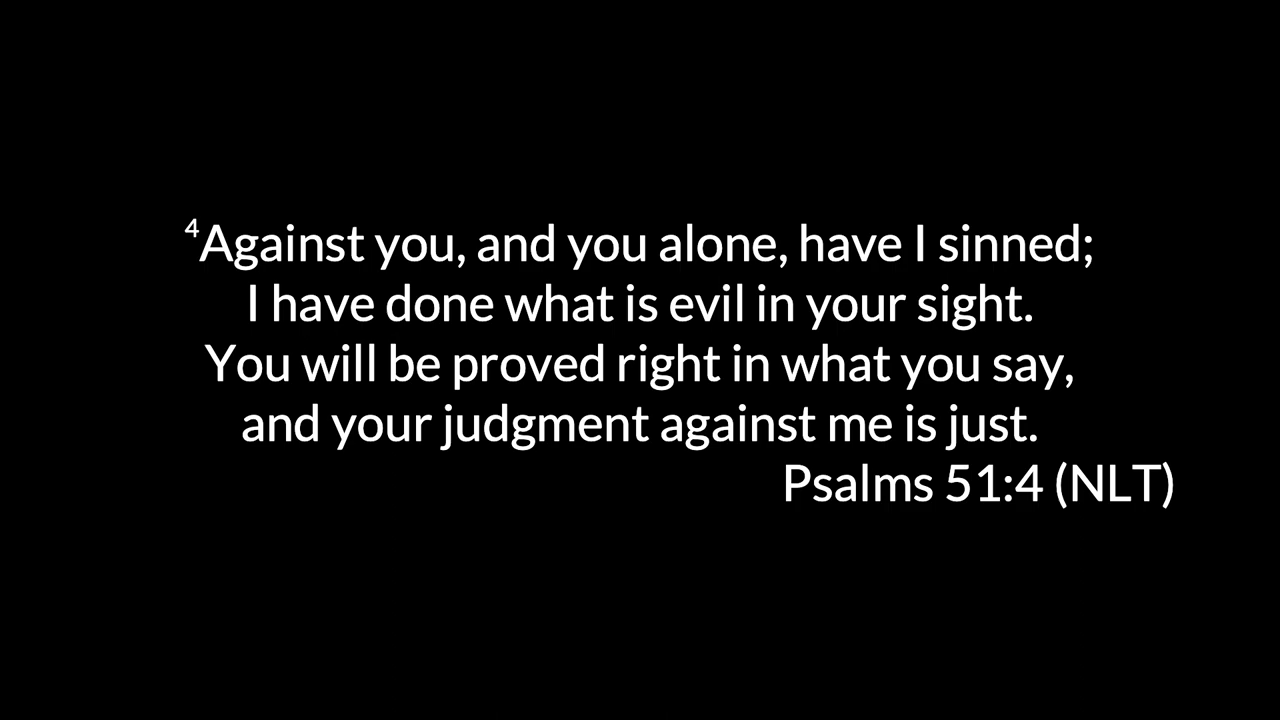 ⁴Against you, and you alone, have I sinned;
I have done what is evil in your sight.
You will be proved right in what you say,
and your judgment against me is just.
Psalms 51:4 (NLT)